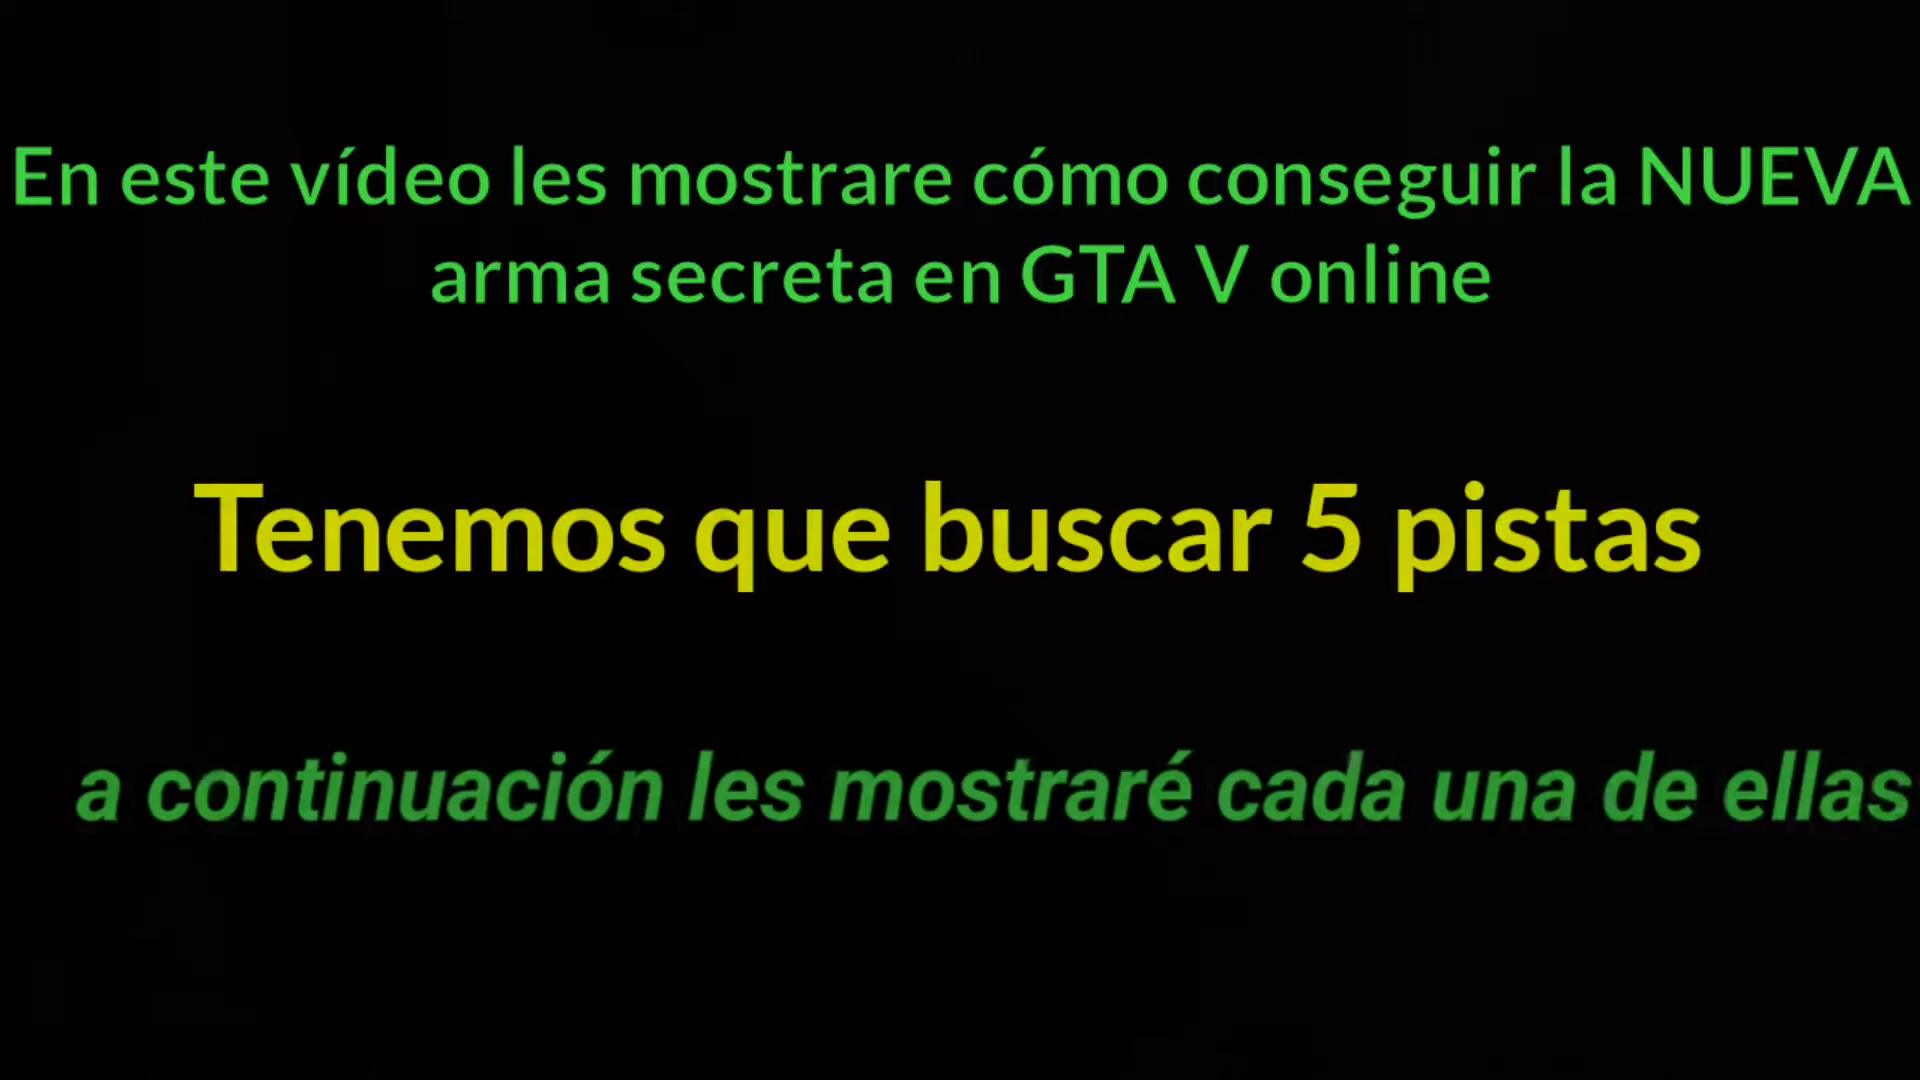 En este vídeo les mostrare cómo conseguir la NUEVA
arma secreta en GTA V online
Tenemos que buscar 5 pistas
a continuación les mostraré cada una de ellas